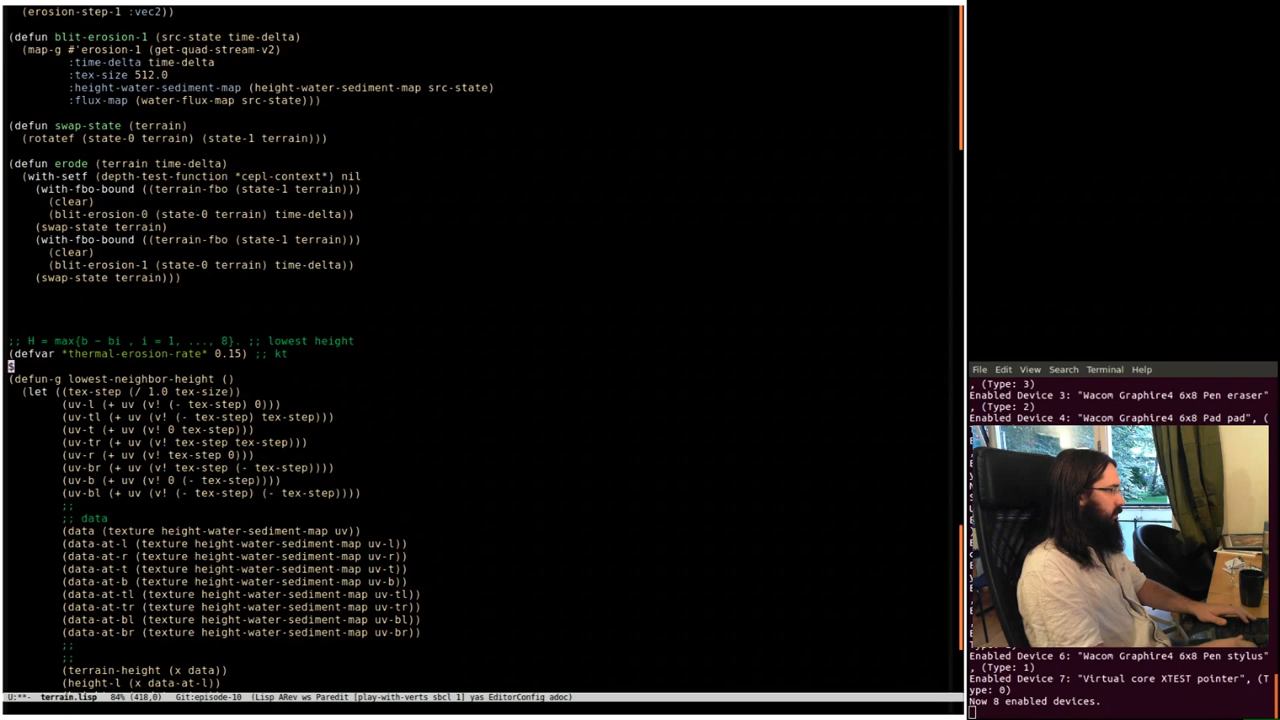 (erosion-step-1 :vec2))
(defun blit-erosion-1 (src-state time-delta)
(map-g #'erosion-1 (get-quad-stream-v2)
:time-delta time-delta
:tex-size 512.0
:height-water-sediment-map (height-water-sediment-map src-state)
:flux-map (water-flux-map src-state)))
(defun swap-state (terrain)
(rotatef (state-0 terrain) (state-1 terrain)))
(defun erode (terrain time-delta)
(with-setf (depth-test-function *cepl-context*) nil
(with-fbo-bound ((terrain-fbo (state-1 terrain)))
(clear)
(blit-erosion-0 (state-0 terrain) time-delta))
(swap-state terrain)
(with-fbo-bound ((terrain-fbo (state-1 terrain)))
(clear)
(blit-erosion-1 (state-0 terrain) time-delta))
(swap-state terrain)))
;; H = max{b − bi , i = 1, ..., 8}. ;; lowest height
(defvar *thermal-erosion-rate* 0.15) ;; kt
$
(defun-g lowest-neighbor-height ()
(let ((tex-step (/ 1.0 tex-size))
(uv-l (+ uv (v! (- tex-step) 0)))
(uv-tl (+ uv (v! (- tex-step) tex-step)))
(uv-t (+ uv (v! 0 tex-step)))
(uv-tr (+ uv (v! tex-step tex-step)))
(uv-r (+ uv (v! tex-step 0)))
(uv-br (+ uv (v! tex-step (- tex-step))))
(uv-b (+ uv (v! 0 (- tex-step))))
(uv-bl (+ uv (v! (- tex-step) (- tex-step))))
;;
;; data
(data (texture height-water-sediment-map uv))
(data-at-l (texture height-water-sediment-map uv-l))
(data-at-r (texture height-water-sediment-map uv-r))
(data-at-t (texture height-water-sediment-map uv-t))
(data-at-b (texture height-water-sediment-map uv-b))
(data-at-tl (texture height-water-sediment-map uv-tl))
(data-at-tr (texture height-water-sediment-map uv-tr))
(data-at-bl (texture height-water-sediment-map uv-bl))
(data-at-br (texture height-water-sediment-map uv-br))
;;
;;
(terrain-height (x data))
(height-l (x data-at-l))
U:**- terrain.lisp 84% (418,0) Git:episode-10 (Lisp ARev ws Paredit [play-with-verts sbcl 1] yas EditorConfig adoc)
File Edit View Search Terminal Help
, (Type: 3)
Enabled Device 3: "Wacom Graphire4 6x8 Pen eraser"
, (Type: 2)
Enabled Device 4: "Wacom Graphire4 6x8 Pad pad", (
Enabled Device 6: "Wacom Graphire4 6x8 Pen stylus"
, (Type: 1)
Enabled Device 7: "Virtual core XTEST pointer", (T
ype: 0)
Now 8 enabled devices.